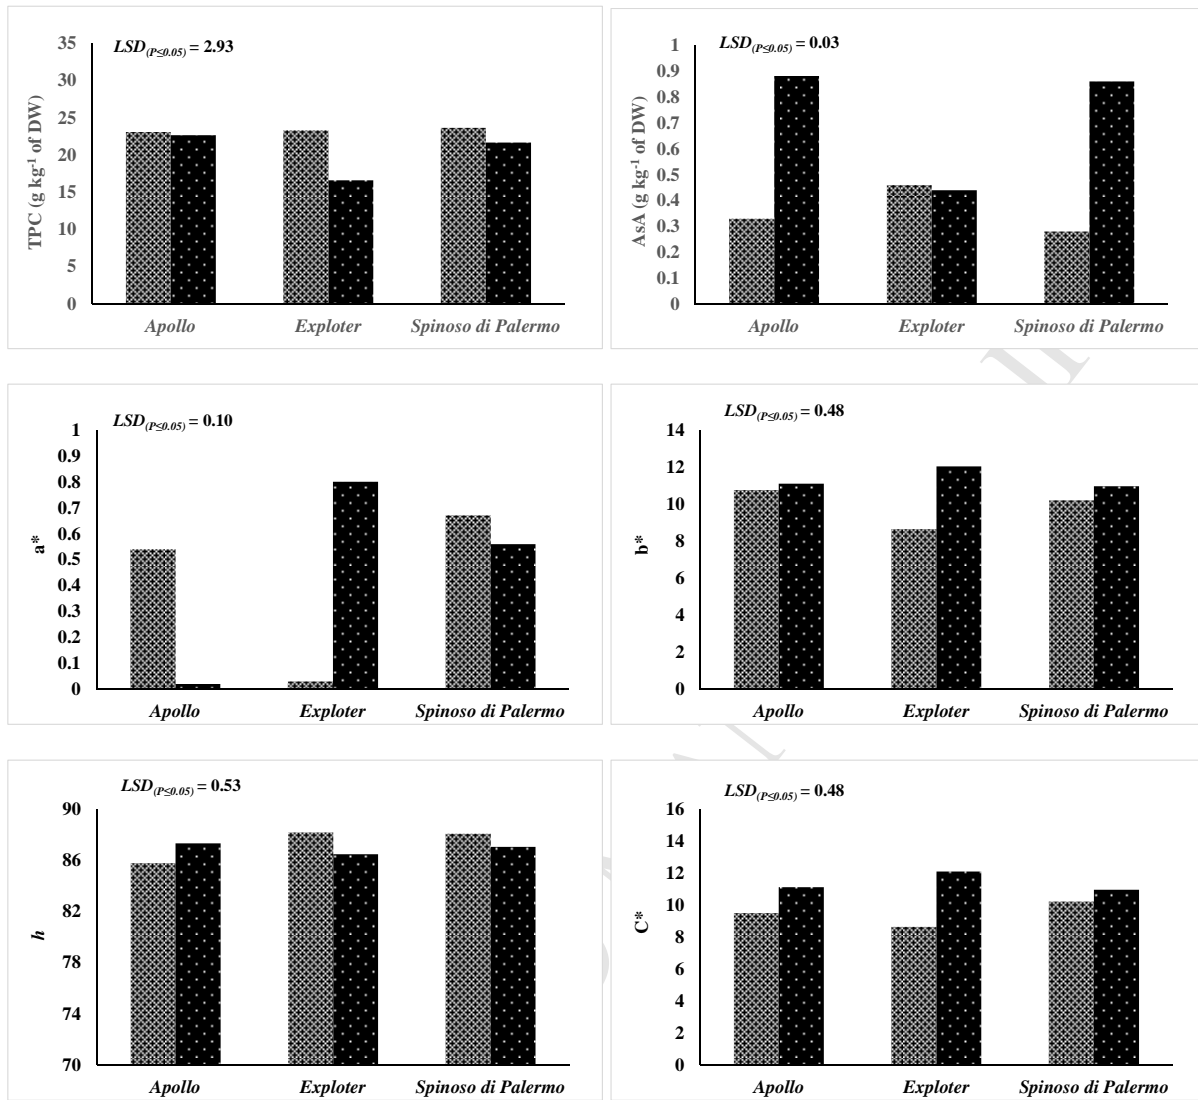 LSD(P≤0.05) = 2.93
TPC (g kg-1 of DW)
35
30
25
20
15
10
5
0
Apollo Exploter Spinoso di Palermo
LSD(P≤0.05) = 0.03
AsA (g kg-1 of DW)
1
0.9
0.8
0.7
0.6
0.5
0.4
0.3
0.2
0.1
0
Apollo Exploter Spinoso di Palermo
LSD(P≤0.05) = 0.10
a*
1
0.9
0.8
0.7
0.6
0.5
0.4
0.3
0.2
0.1
0
Apollo Exploter Spinoso di Palermo
LSD(P≤0.05) = 0.48
b*
14
12
10
8
6
4
2
0
Apollo Exploter Spinoso di Palermo
LSD(P≤0.05) = 0.53
h
90
86
82
78
74
70
Apollo Exploter Spinoso di Palermo
LSD(P≤0.05) = 0.48
C*
16
14
12
10
8
6
4
2
0
Apollo Exploter Spinoso di Palermo